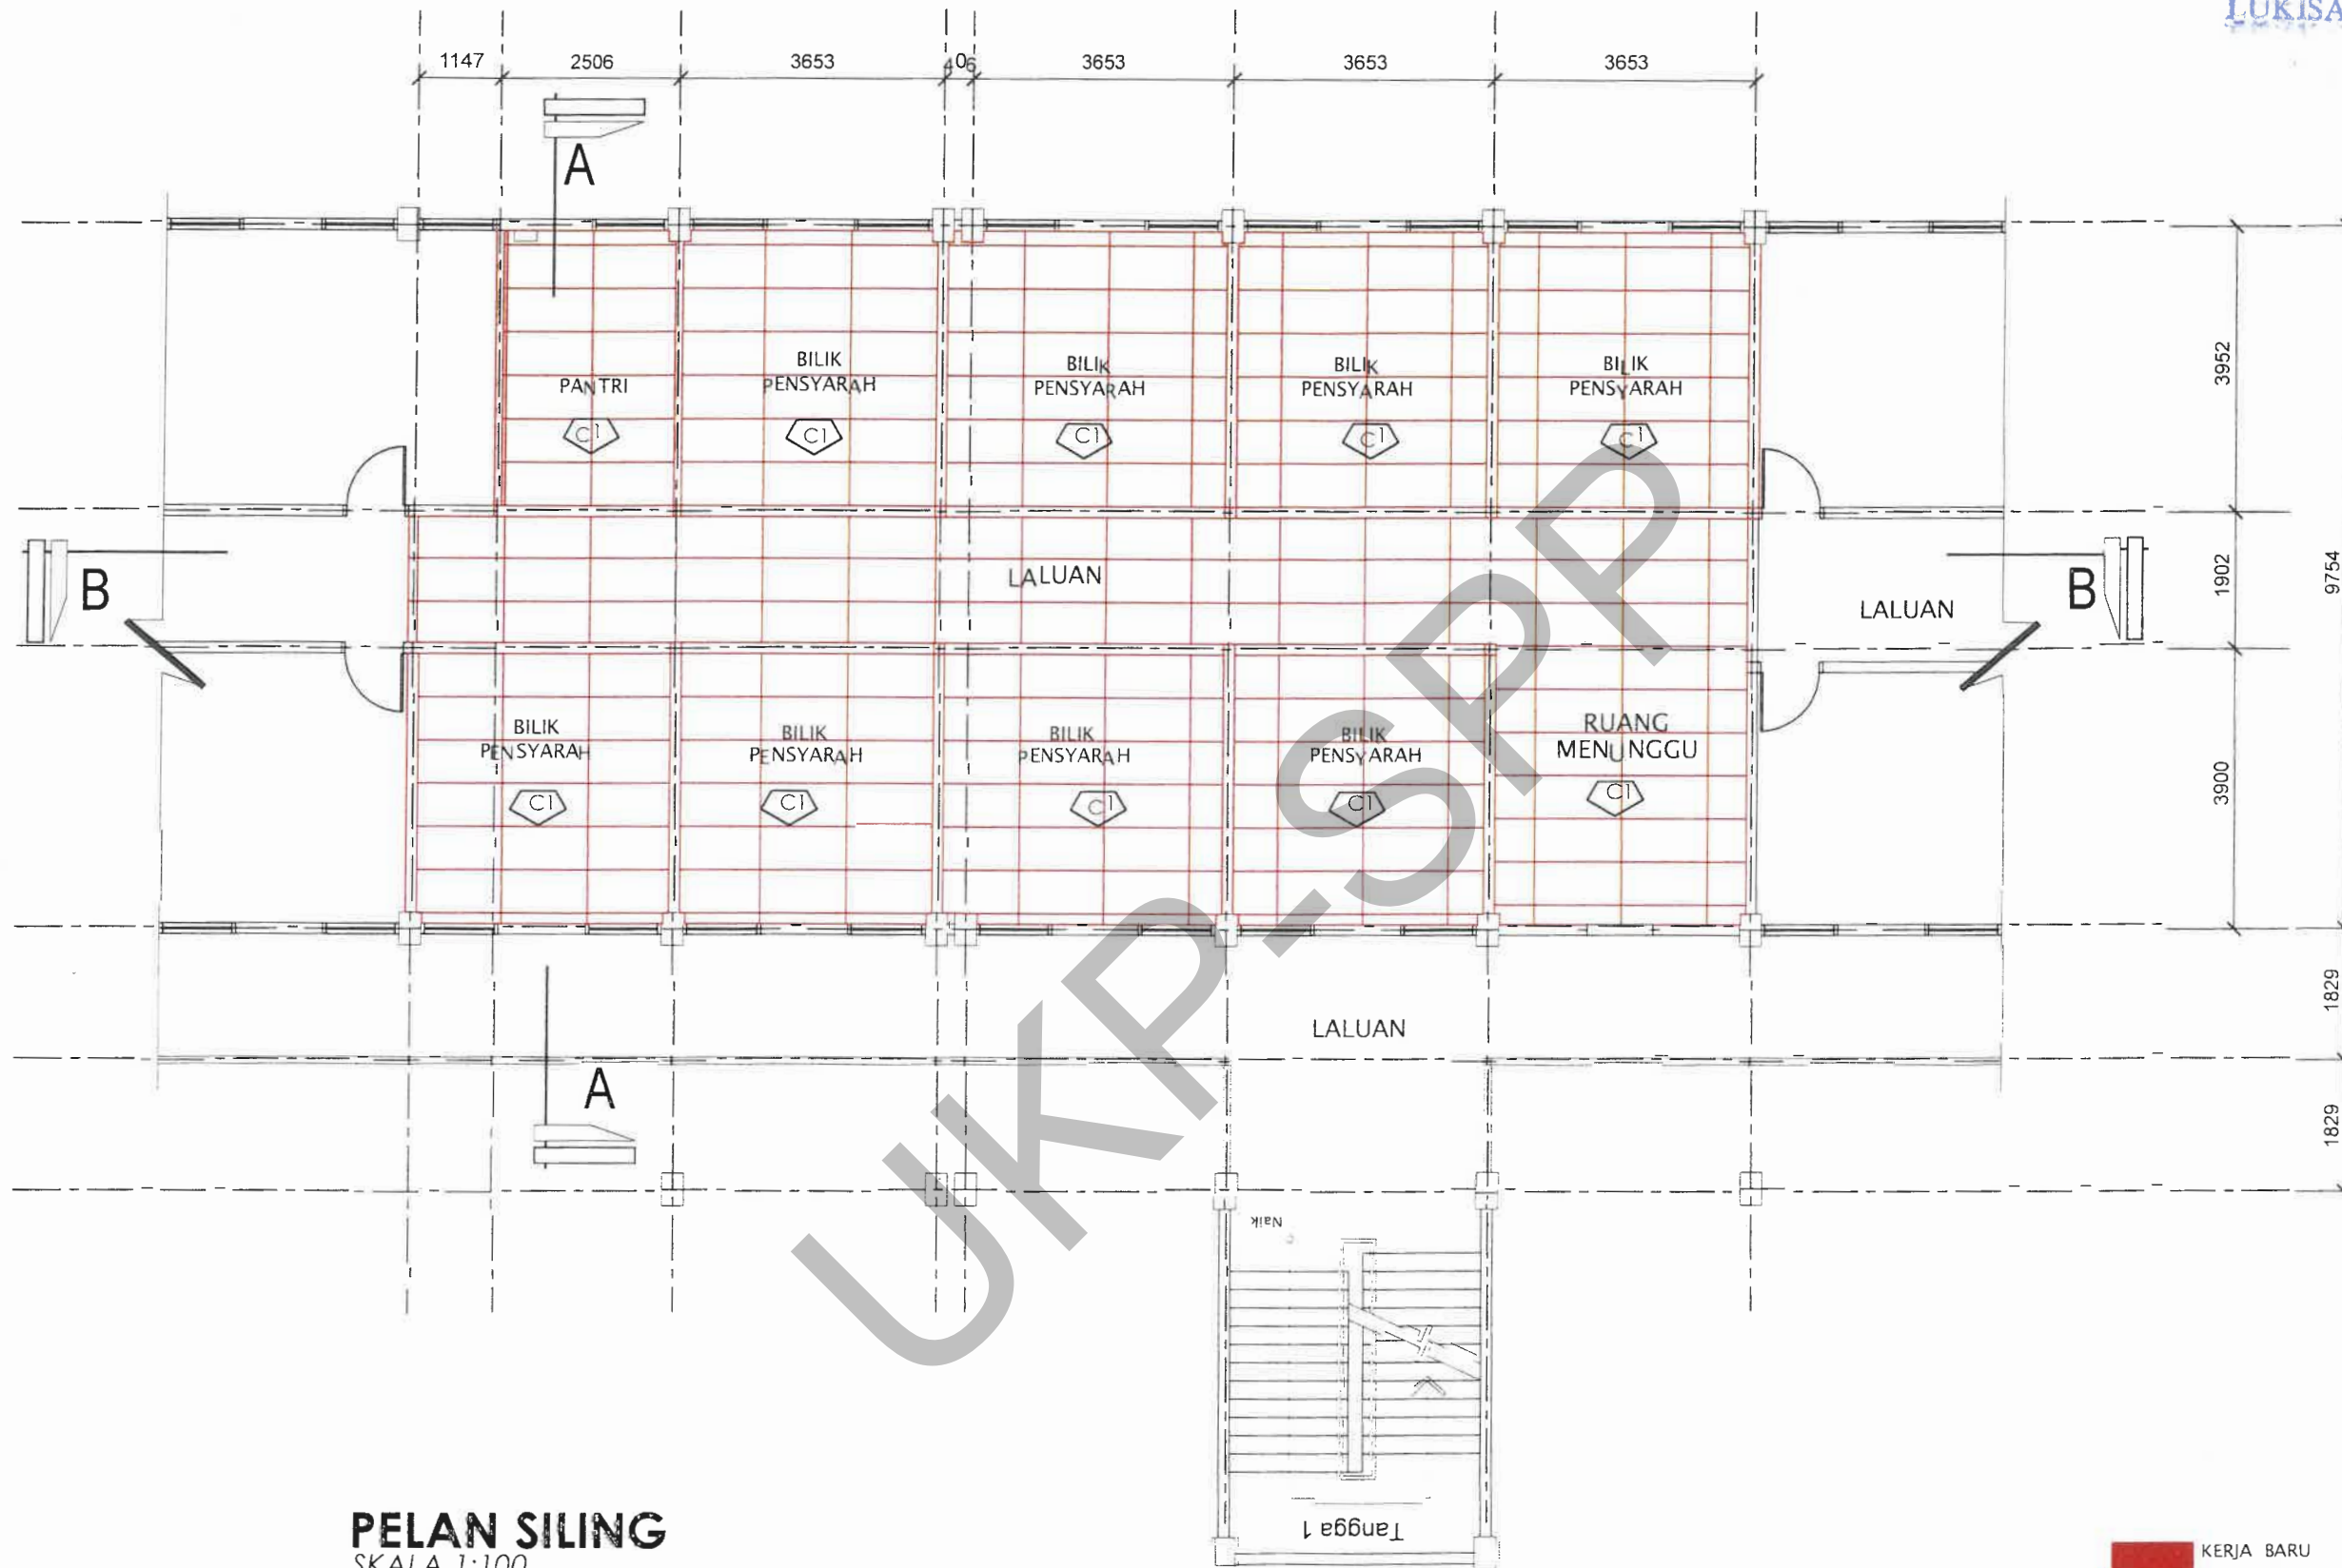 1147 2506 3653 406 3653 3653 3653
A
PANTRI
C1
BILIK
PENSYARAH
C1
BILIK
PENSYARAH
C1
BILIK
PENSYARAH
C1
BILIK
PENSYARAH
C1
3952
B
LALUAN
LALUAN
B
1902
9754
BILIK
PENSYARAH
C1
BILIK
PENSYARAH
C1
BILIK
PENSYARAH
C1
BILIK
PENSYARAH
C1
RUANG
MENUNGGU
C1
3900
1829
LALUAN
A
1829
Naik
Tangga 1
UKP-SPP
PELAN SILING
SKALA 1:100
KERJA BARU